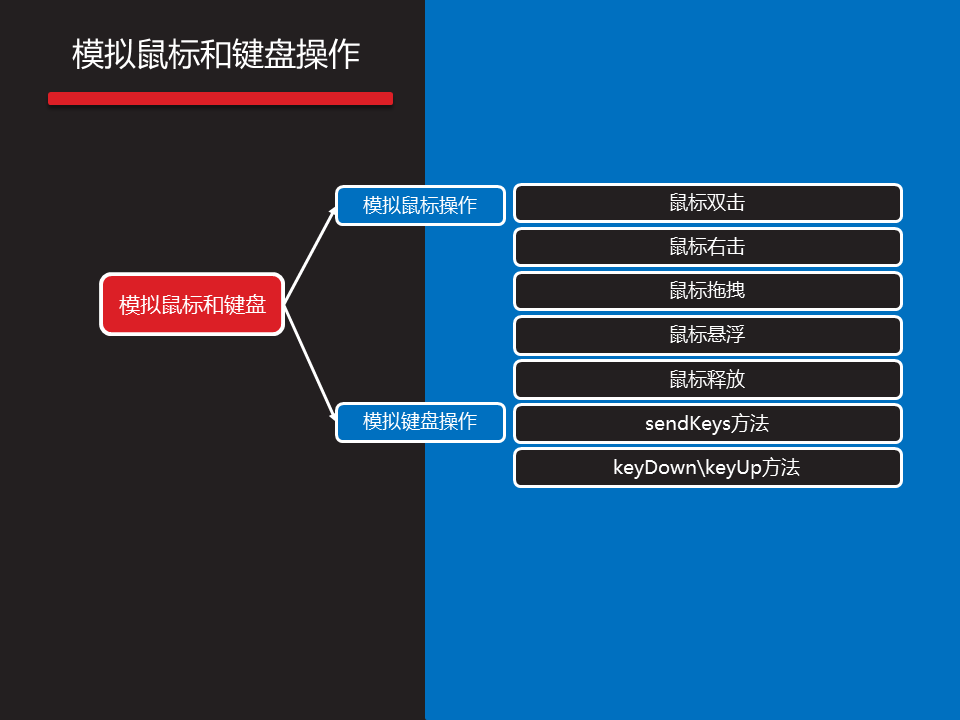 模拟鼠标和键盘操作
模拟鼠标和键盘
模拟鼠标操作
鼠标双击
鼠标右击
鼠标拖拽
鼠标悬浮
鼠标释放
模拟键盘操作
sendKeys方法
keyDown\keyUp方法